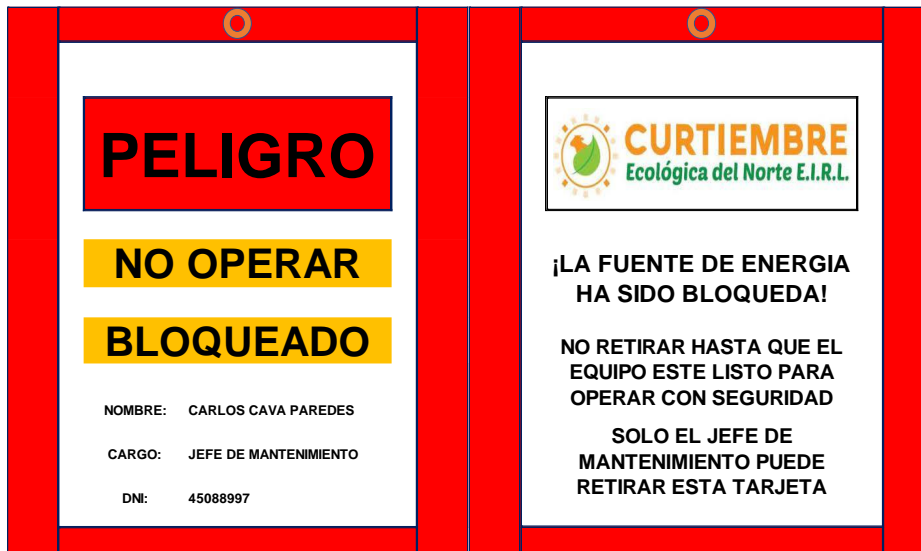 PELIGRO
NO OPERAR
BLOQUEADO
NOMBRE: CARLOS CAVA PAREDES
CARGO: JEFE DE MANTENIMIENTO
DNI: 45088997
CURTIEMBRE
Ecológica del Norte E.I.R.L.
¡LA FUENTE DE ENERGIA
HA SIDO BLOQUEDA!
NO RETIRAR HASTA QUE EL
EQUIPO ESTE LISTO PARA
OPERAR CON SEGURIDAD
SOLO EL JEFE DE
MANTENIMIENTO PUEDE
RETIRAR ESTA TARJETA